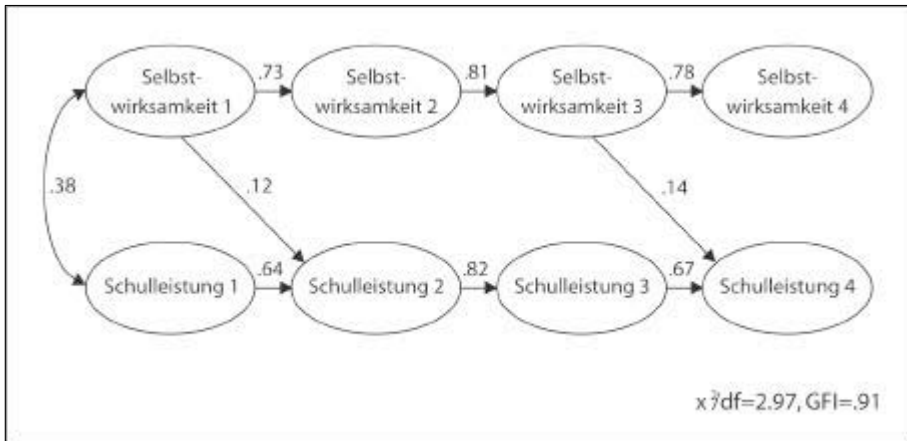 Selbst-
wirksamkeit 1
.73
Selbst-
wirksamkeit 2
.81
Selbst-
wirksamkeit 3
.78
Selbst-
wirksamkeit 4
.38
.12
.14
Schulleistung 1
.64
Schulleistung 2
.82
Schulleistung 3
.67
Schulleistung 4
x²/df=2.97, GFI=.91